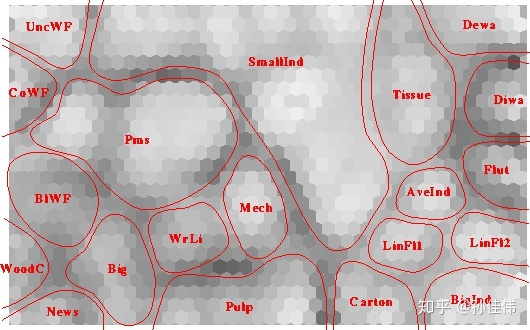 UncWF
Dewa
SmallInd
CoWF
Tissue
Diwa
Pms
Flut
BlWF
AveInd
Mech
WrLi
LinFl1
LinFl2
WoodC
Big
News
Pulp
Carton
BigInd
知乎 @孙佳伟